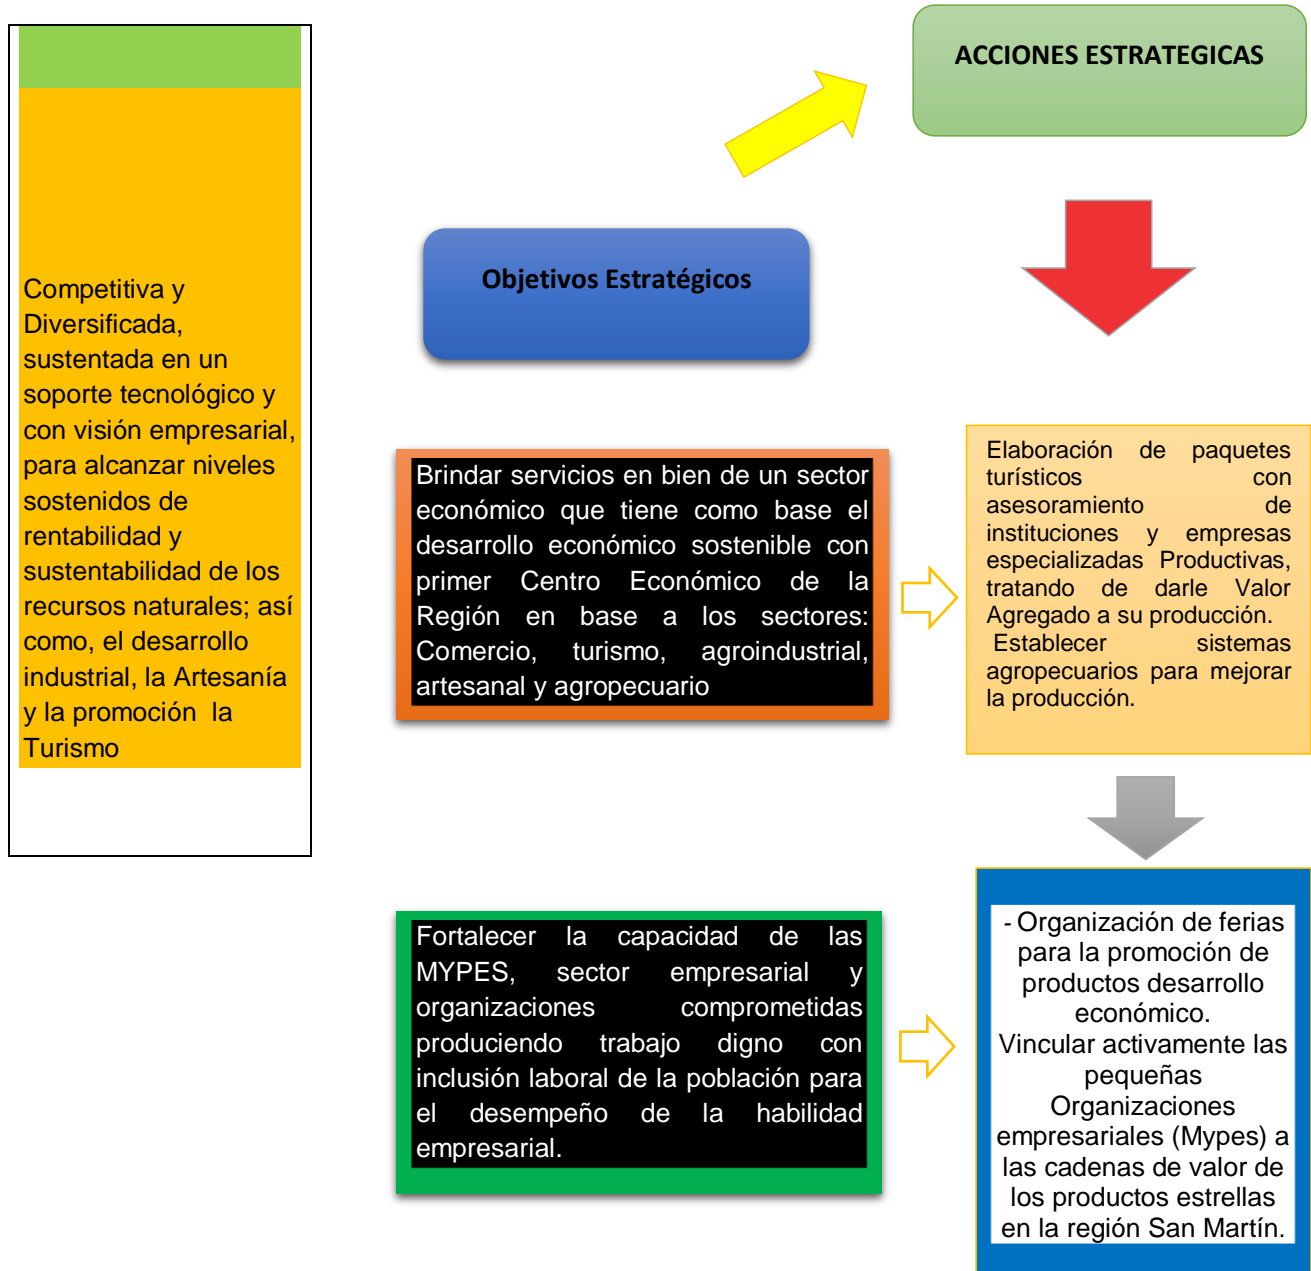 Competitiva y
Diversificada,
sustentada en un
soporte tecnológico y
con visión empresarial,
para alcanzar niveles
sostenidos de
rentabilidad y
sustentabilidad de los
recursos naturales; así
como, el desarrollo
industrial, la Artesanía
y la promoción la
Turismo
Objetivos Estratégicos
ACCIONES ESTRATEGICAS
Brindar servicios en bien de un sector
económico que tiene como base el
desarrollo económico sostenible con
primer Centro Económico de la
Región en base a los sectores:
Comercio, turismo, agroindustrial,
artesanal y agropecuario
Elaboración de paquetes
turísticos con
asesoramiento de
instituciones y empresas
especializadas Productivas,
tratando de darle Valor
Agregado a su producción.
Establecer sistemas
agropecuarios para mejorar
la producción.
Fortalecer la capacidad de las
MYPES, sector empresarial y
organizaciones comprometidas
produciendo trabajo digno con
inclusión laboral de la población para
el desempeño de la habilidad
empresarial.
- Organización de ferias
para la promoción de
productos desarrollo
económico.
Vincular activamente las
pequeñas
Organizaciones
empresariales (Mypes) a
las cadenas de valor de
los productos estrellas
en la región San Martín.